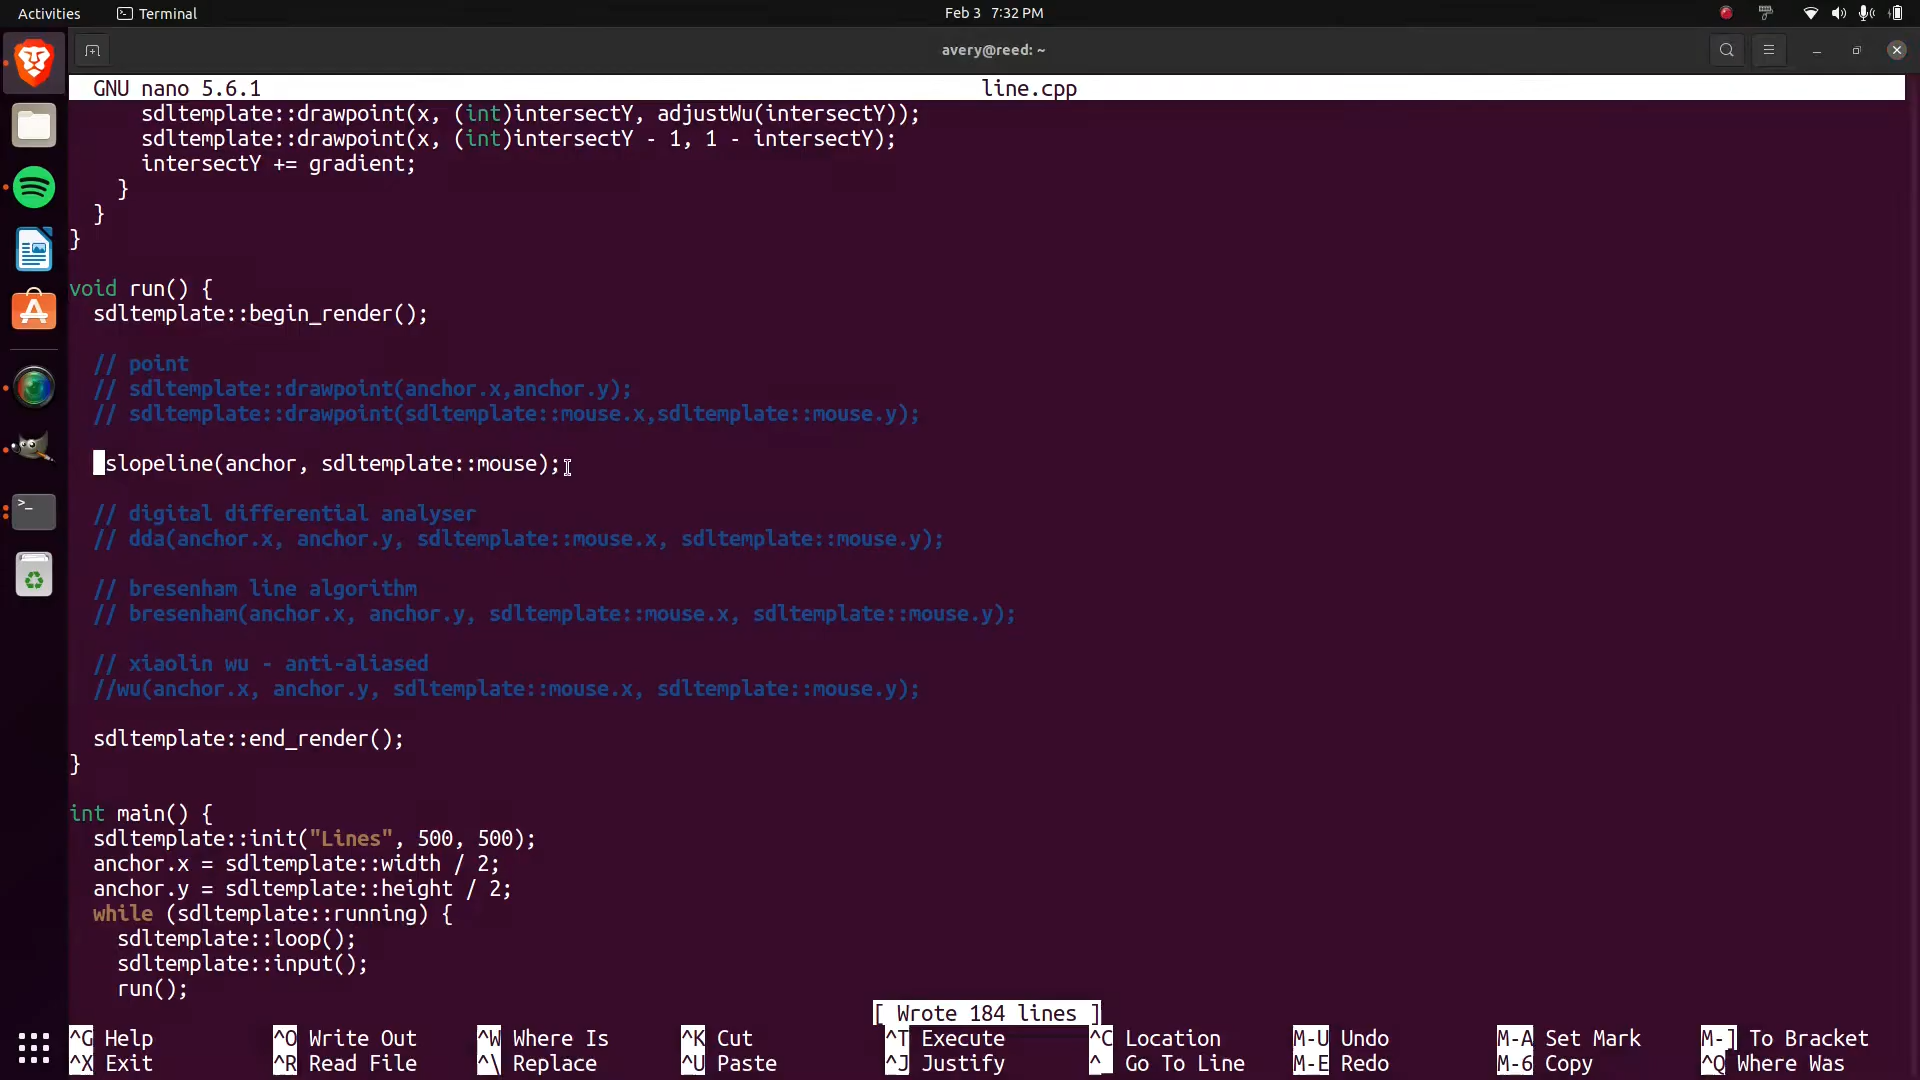 Activities
Terminal
Feb 3 7:32 PM
avery@reed: ~
GNU nano 5.6.1
line.cpp
      sdltemplate::drawpoint(x, (int)intersectY, adjustWu(intersectY));
      sdltemplate::drawpoint(x, (int)intersectY - 1, 1 - intersectY);
      intersectY += gradient;
    }
  }
}
void run() {
  sdltemplate::begin_render();
  // point
  // sdltemplate::drawpoint(anchor.x,anchor.y);
  // sdltemplate::drawpoint(sdltemplate::mouse.x,sdltemplate::mouse.y);
  slopeline(anchor, sdltemplate::mouse);
  // digital differential analyser
  // dda(anchor.x, anchor.y, sdltemplate::mouse.x, sdltemplate::mouse.y);
  // bresenham line algorithm
  // bresenham(anchor.x, anchor.y, sdltemplate::mouse.x, sdltemplate::mouse.y);
  // xiaolin wu - anti-aliased
  //wu(anchor.x, anchor.y, sdltemplate::mouse.x, sdltemplate::mouse.y);
  sdltemplate::end_render();
}
int main() {
  sdltemplate::init("Lines", 500, 500);
  anchor.x = sdltemplate::width / 2;
  anchor.y = sdltemplate::height / 2;
  while (sdltemplate::running) {
    sdltemplate::loop();
    sdltemplate::input();
    run();
[ Wrote 184 lines ]
^G Help ^O Write Out ^W Where Is ^K Cut ^T Execute ^C Location M-U Undo M-A Set Mark M-] To Bracket
^X Exit ^R Read File ^\ Replace ^U Paste ^J Justify ^_ Go To Line M-E Redo M-6 Copy ^Q Where Was